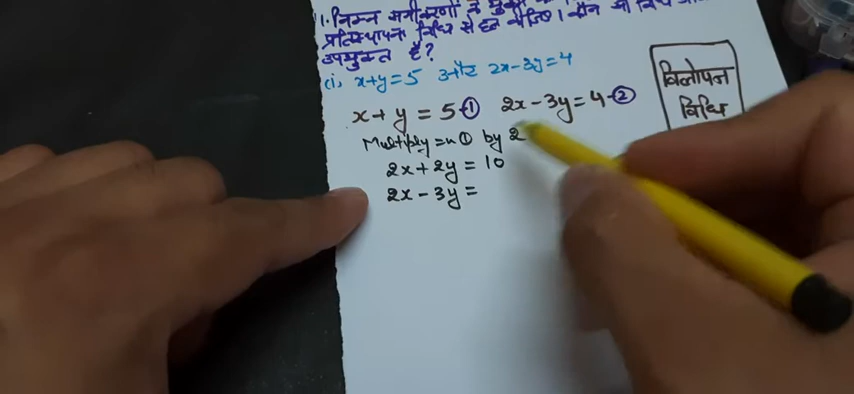 1. निम्न समीकरणों
प्रतिस्थापन विधि से हल कीजिए। कौन सी विधि
उपयुक्त है?
(i) x+y=5 और 2x-3y=4
x + y = 5 -① 2x - 3y = 4 -②
Multiply =n ① by 2
2x + 2y = 10
2x - 3y =
विलोपन
विधि